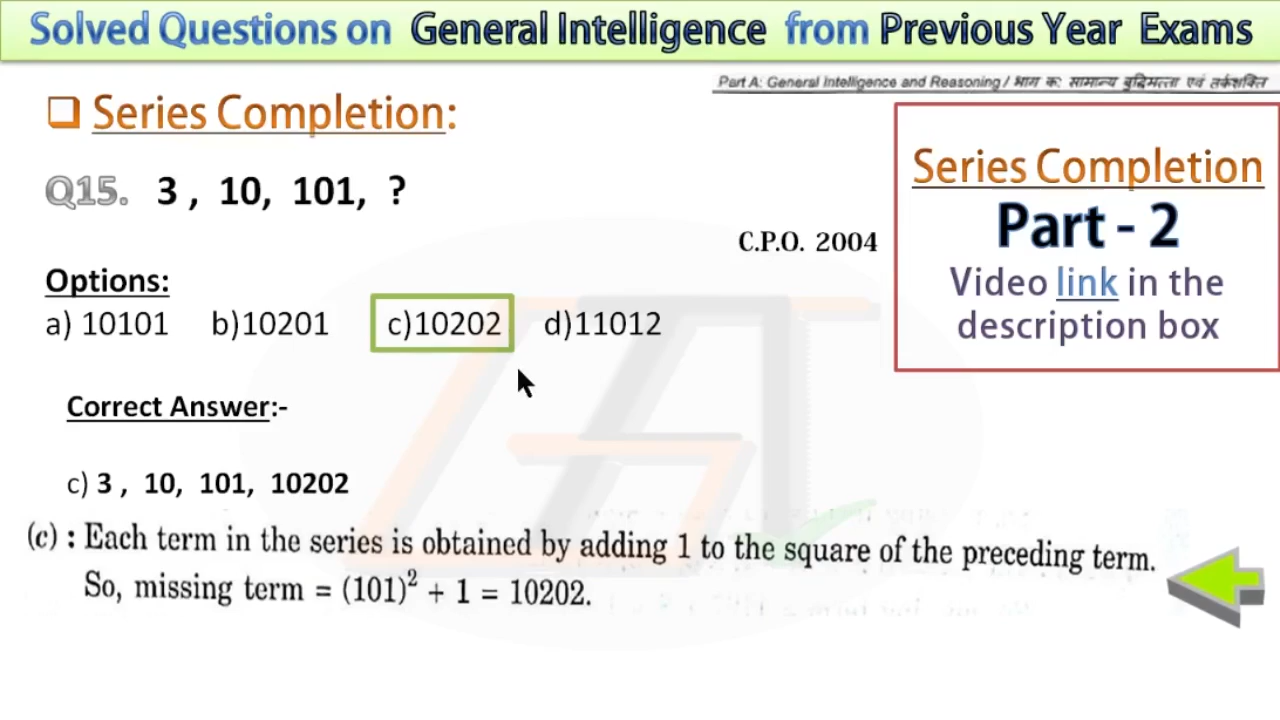 Solved Questions on General Intelligence from Previous Year Exams
Part A: General Intelligence and Reasoning / भाग क: सामान्य बुद्धिमत्ता एवं तर्कशक्ति
Series Completion:
Q15. 3 , 10, 101, ?
C.P.O. 2004
Options:
a) 10101 b)10201 c)10202 d)11012
Correct Answer:-
c) 3 , 10, 101, 10202
(c) : Each term in the series is obtained by adding 1 to the square of the preceding term.
So, missing term = (101)² + 1 = 10202.
Series Completion
Part - 2
Video link in the
description box